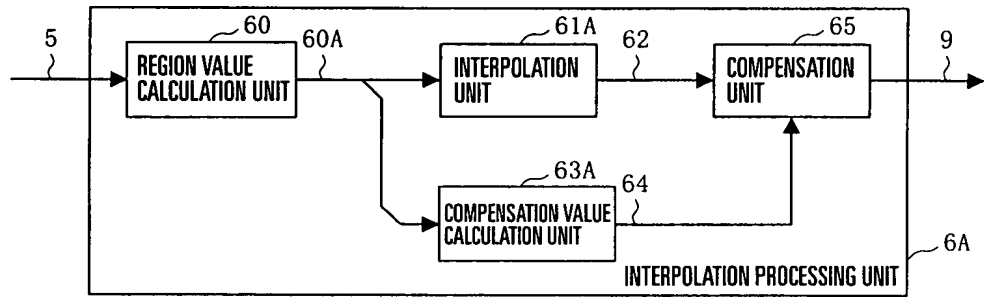 60
61A
65
5
60A
62
9
REGION VALUE
CALCULATION UNIT
INTERPOLATION
UNIT
COMPENSATION
UNIT
63A
64
COMPENSATION VALUE
CALCULATION UNIT
6A
INTERPOLATION PROCESSING UNIT